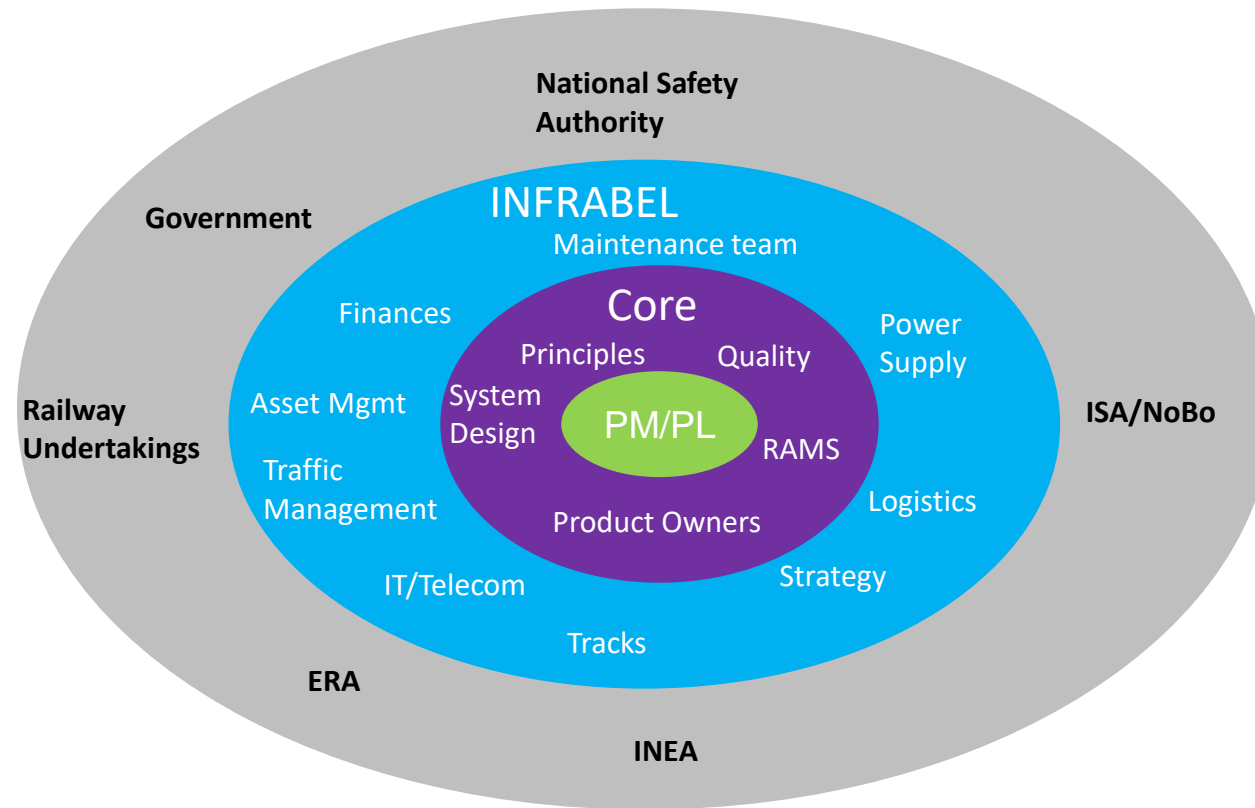 National Safety
Authority
Government
INFRABEL
Maintenance team
Finances
Core
Power
Supply
Principles
Quality
Asset Mgmt
System
Design
PM/PL
RAMS
Railway
Undertakings
ISA/NoBo
Traffic
Management
Logistics
Product Owners
IT/Telecom
Strategy
Tracks
ERA
INEA